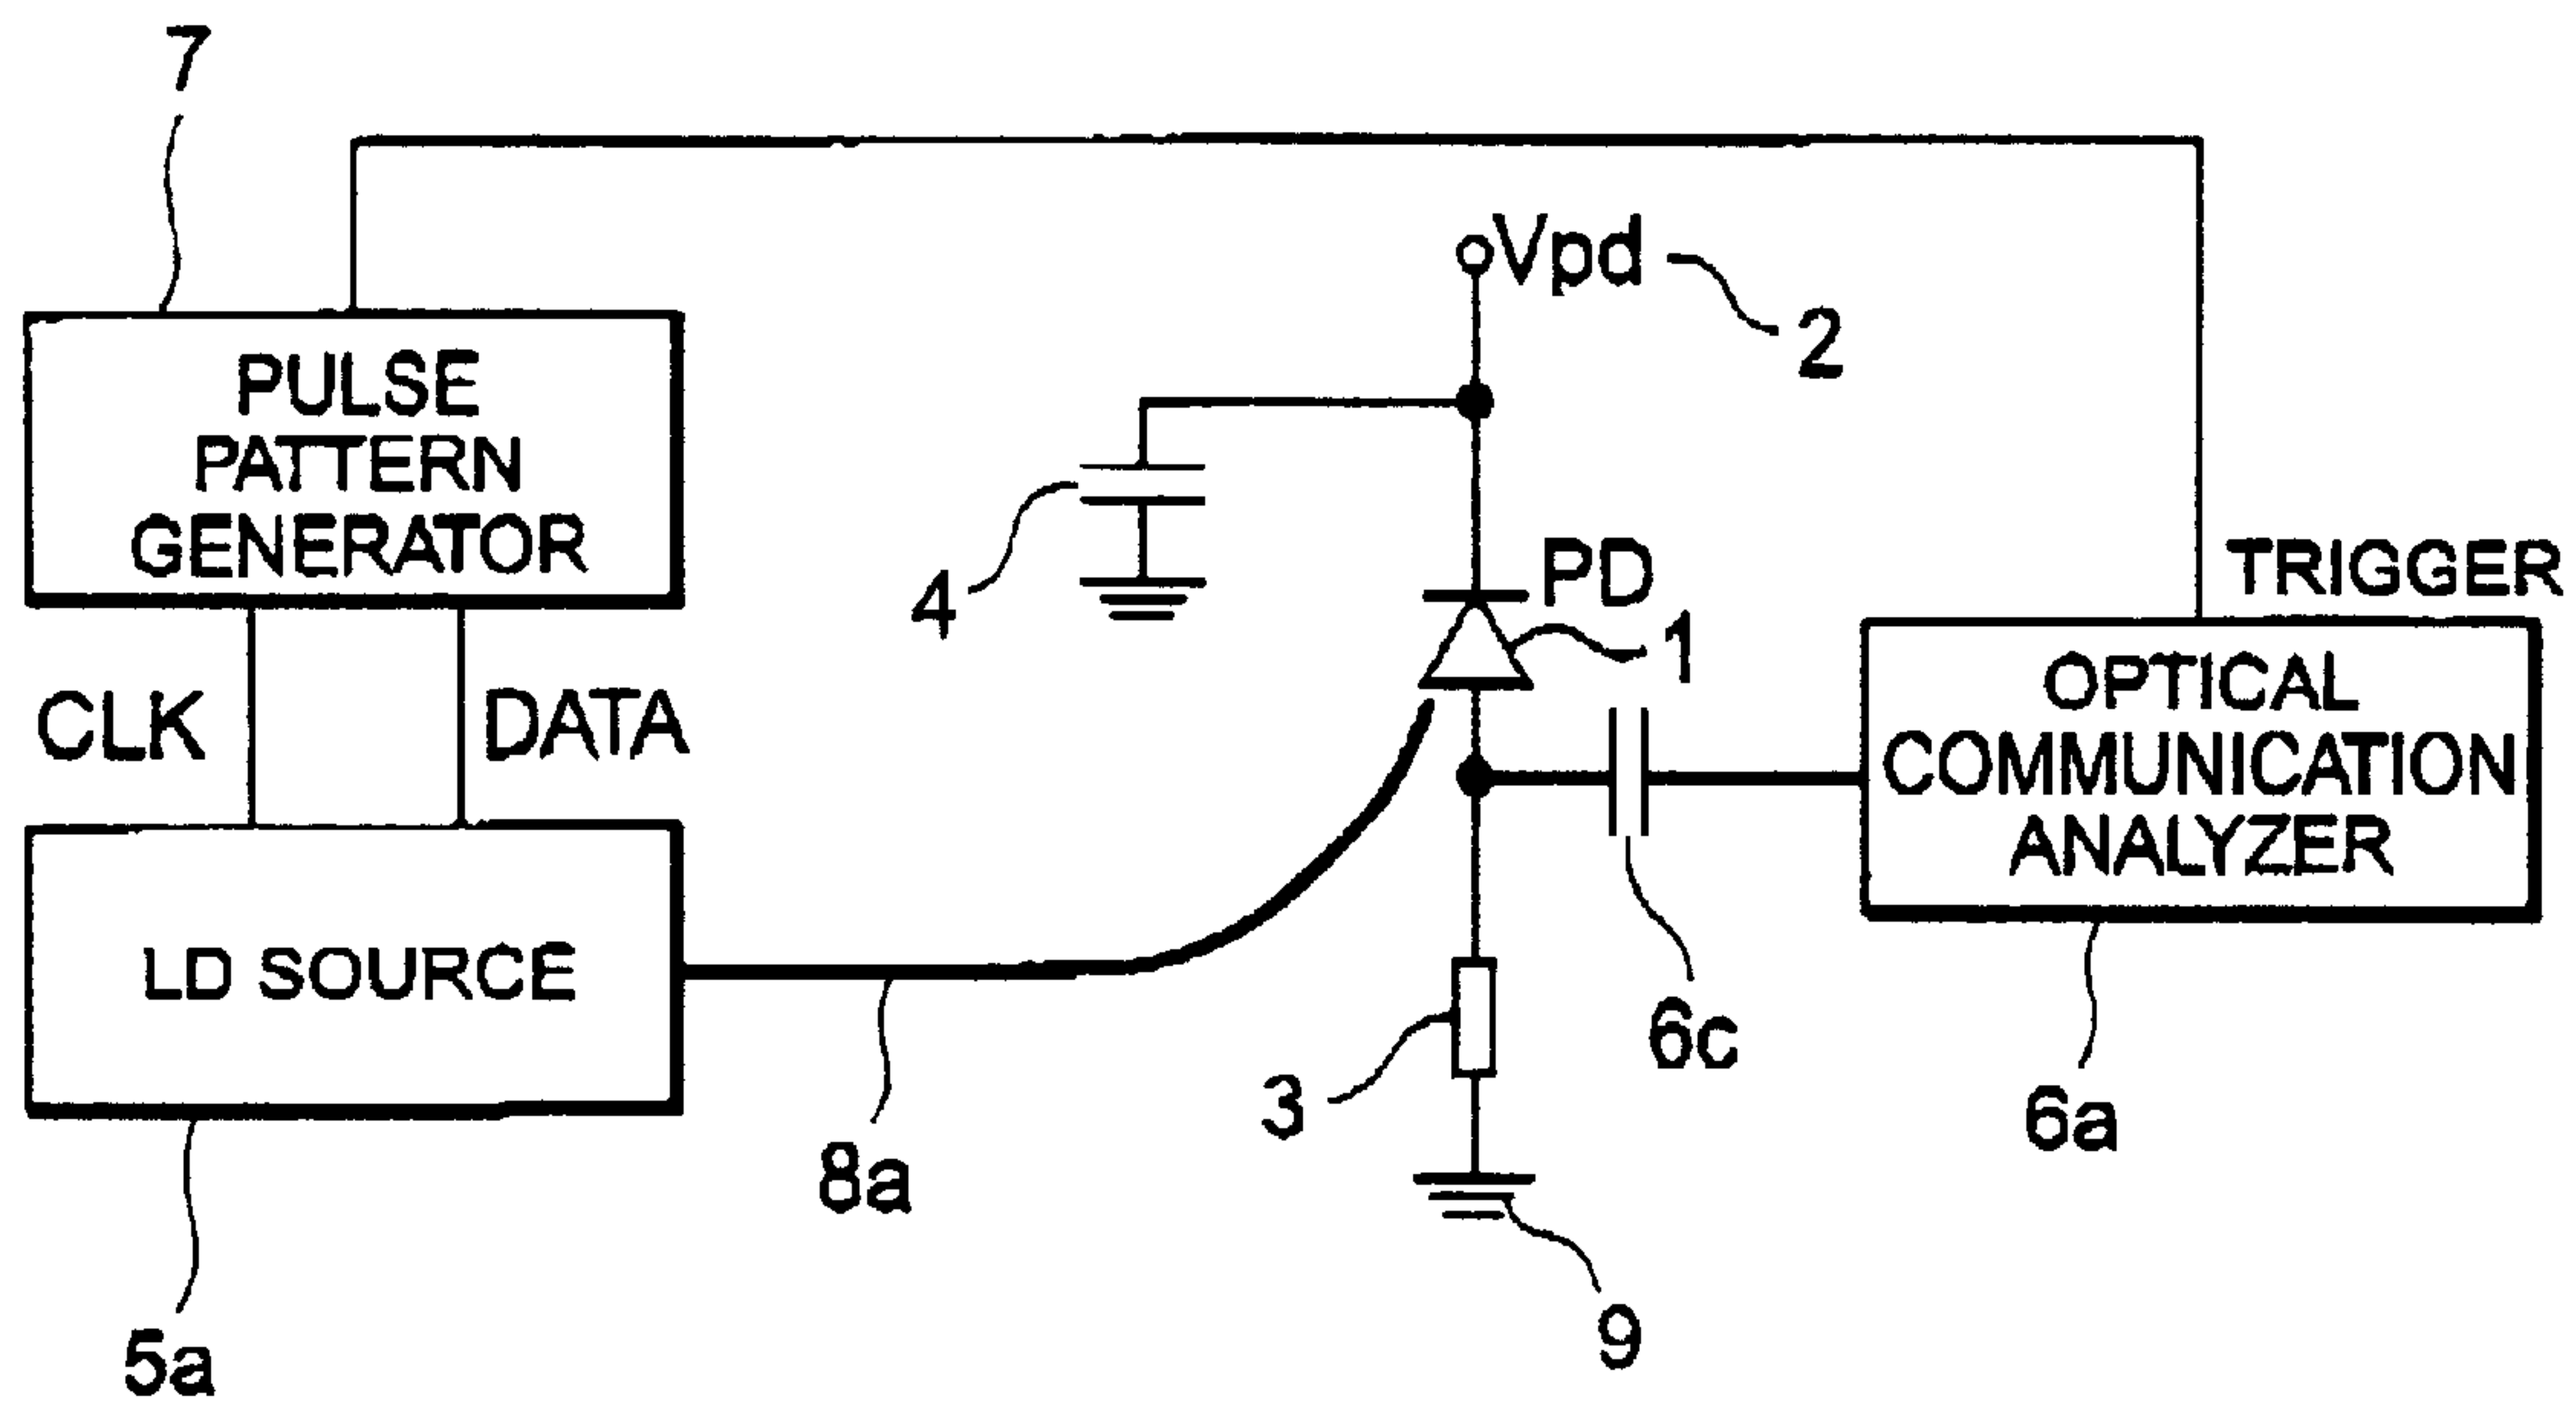 7
Vpd
2
PULSE
PATTERN
GENERATOR
4
PD
1
TRIGGER
CLK
DATA
OPTICAL
COMMUNICATION
ANALYZER
LD SOURCE
8a
3
6c
6a
5a
9